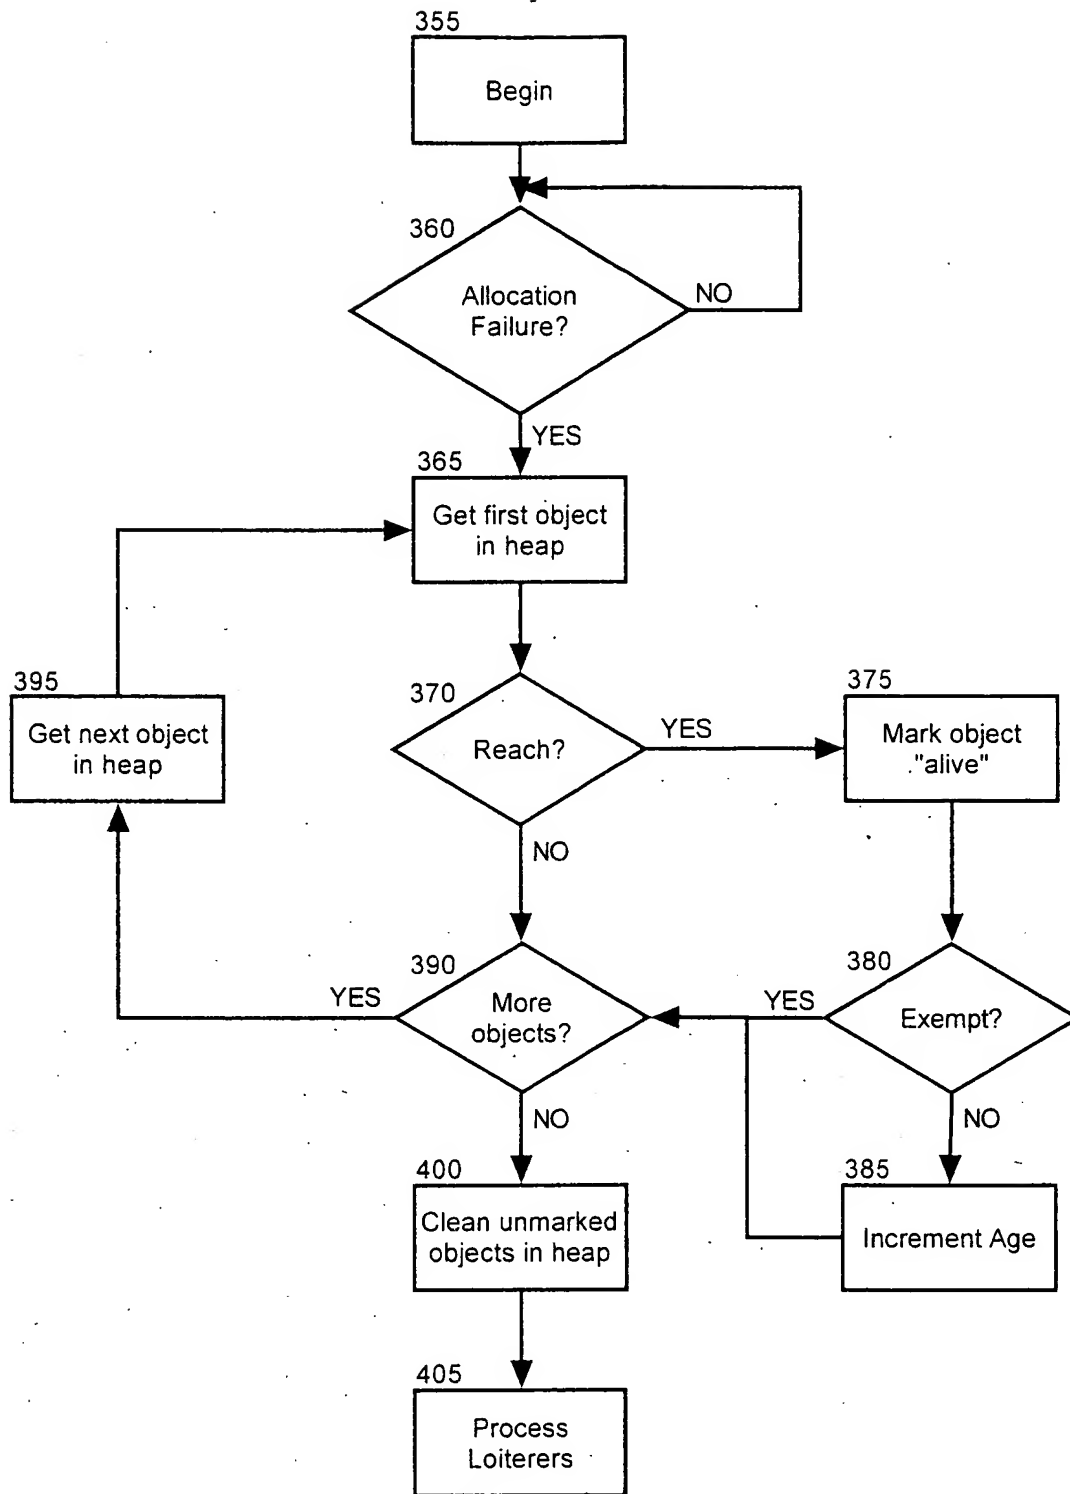 355
Begin
360
Allocation
Failure?
NO
YES
365
Get first object
in heap
395
Get next object
in heap
370
Reach?
YES
375
Mark object
"alive"
NO
390
More
objects?
YES
380
Exempt?
YES
NO
NO
400
Clean unmarked
objects in heap
385
Increment Age
405
Process
Loiterers